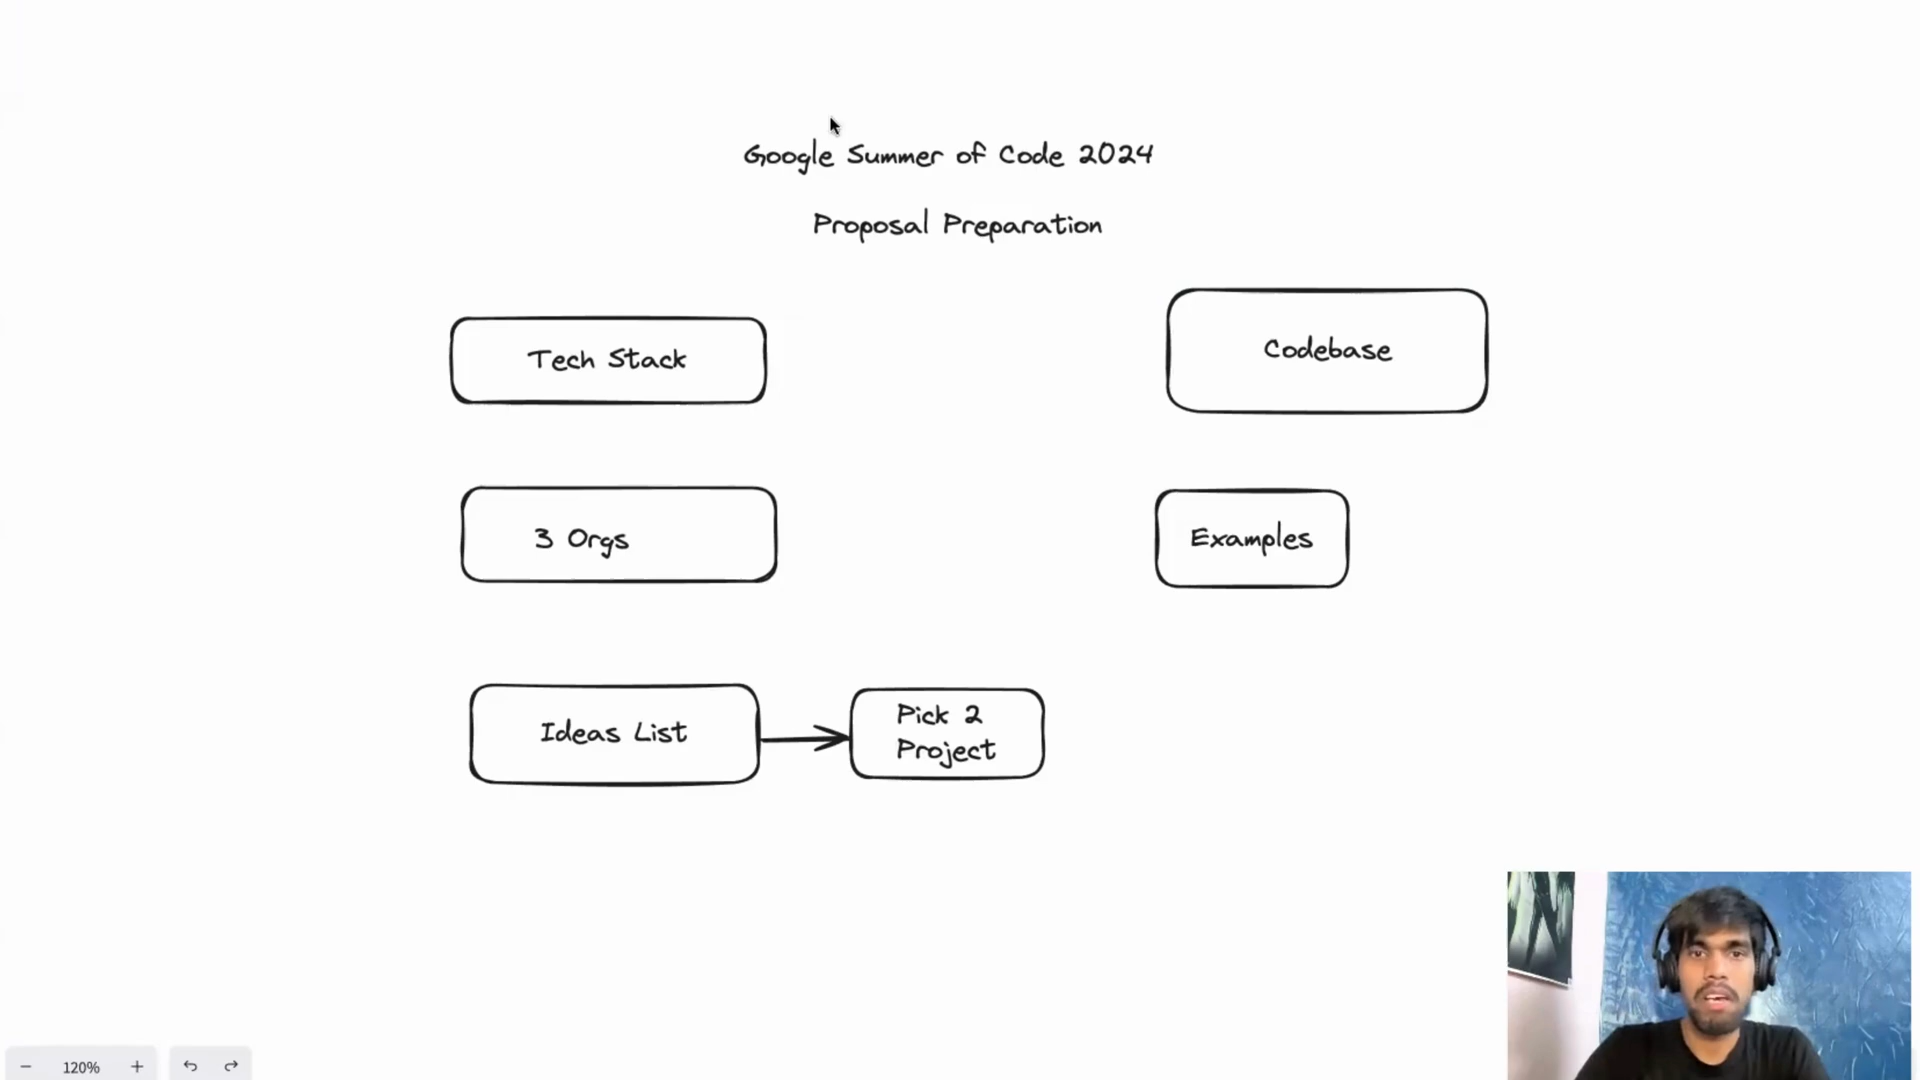 Google Summer of Code 2024
Proposal Preparation
Tech Stack
Codebase
3 Orgs
Examples
Ideas List
Pick 2
Project
120%